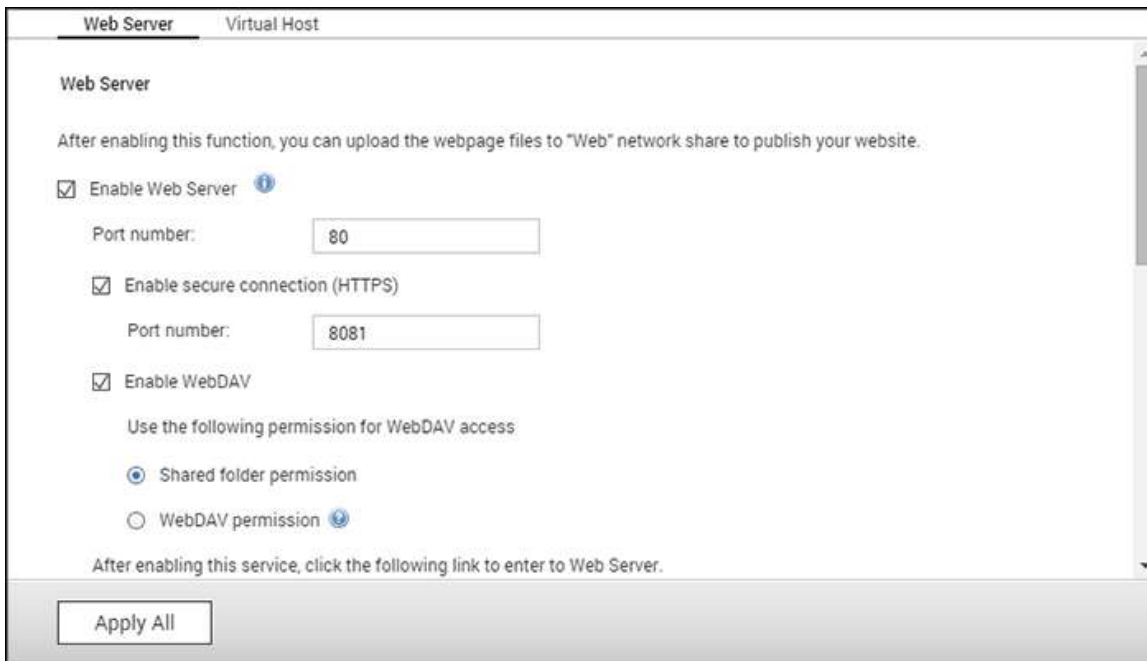 Web Server Virtual Host
Web Server
After enabling this function, you can upload the webpage files to "Web" network share to publish your website.
Enable Web Server
Port number: 80
Enable secure connection (HTTPS)
Port number: 8081
Enable WebDAV
Use the following permission for WebDAV access
Shared folder permission
WebDAV permission
After enabling this service, click the following link to enter to Web Server.
Apply All